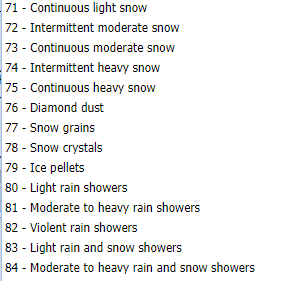 71 - Continuous light snow
72 - Intermittent moderate snow
73 - Continuous moderate snow
74 - Intermittent heavy snow
75 - Continuous heavy snow
76 - Diamond dust
77 - Snow grains
78 - Snow crystals
79 - Ice pellets
80 - Light rain showers
81 - Moderate to heavy rain showers
82 - Violent rain showers
83 - Light rain and snow showers
84 - Moderate to heavy rain and snow showers